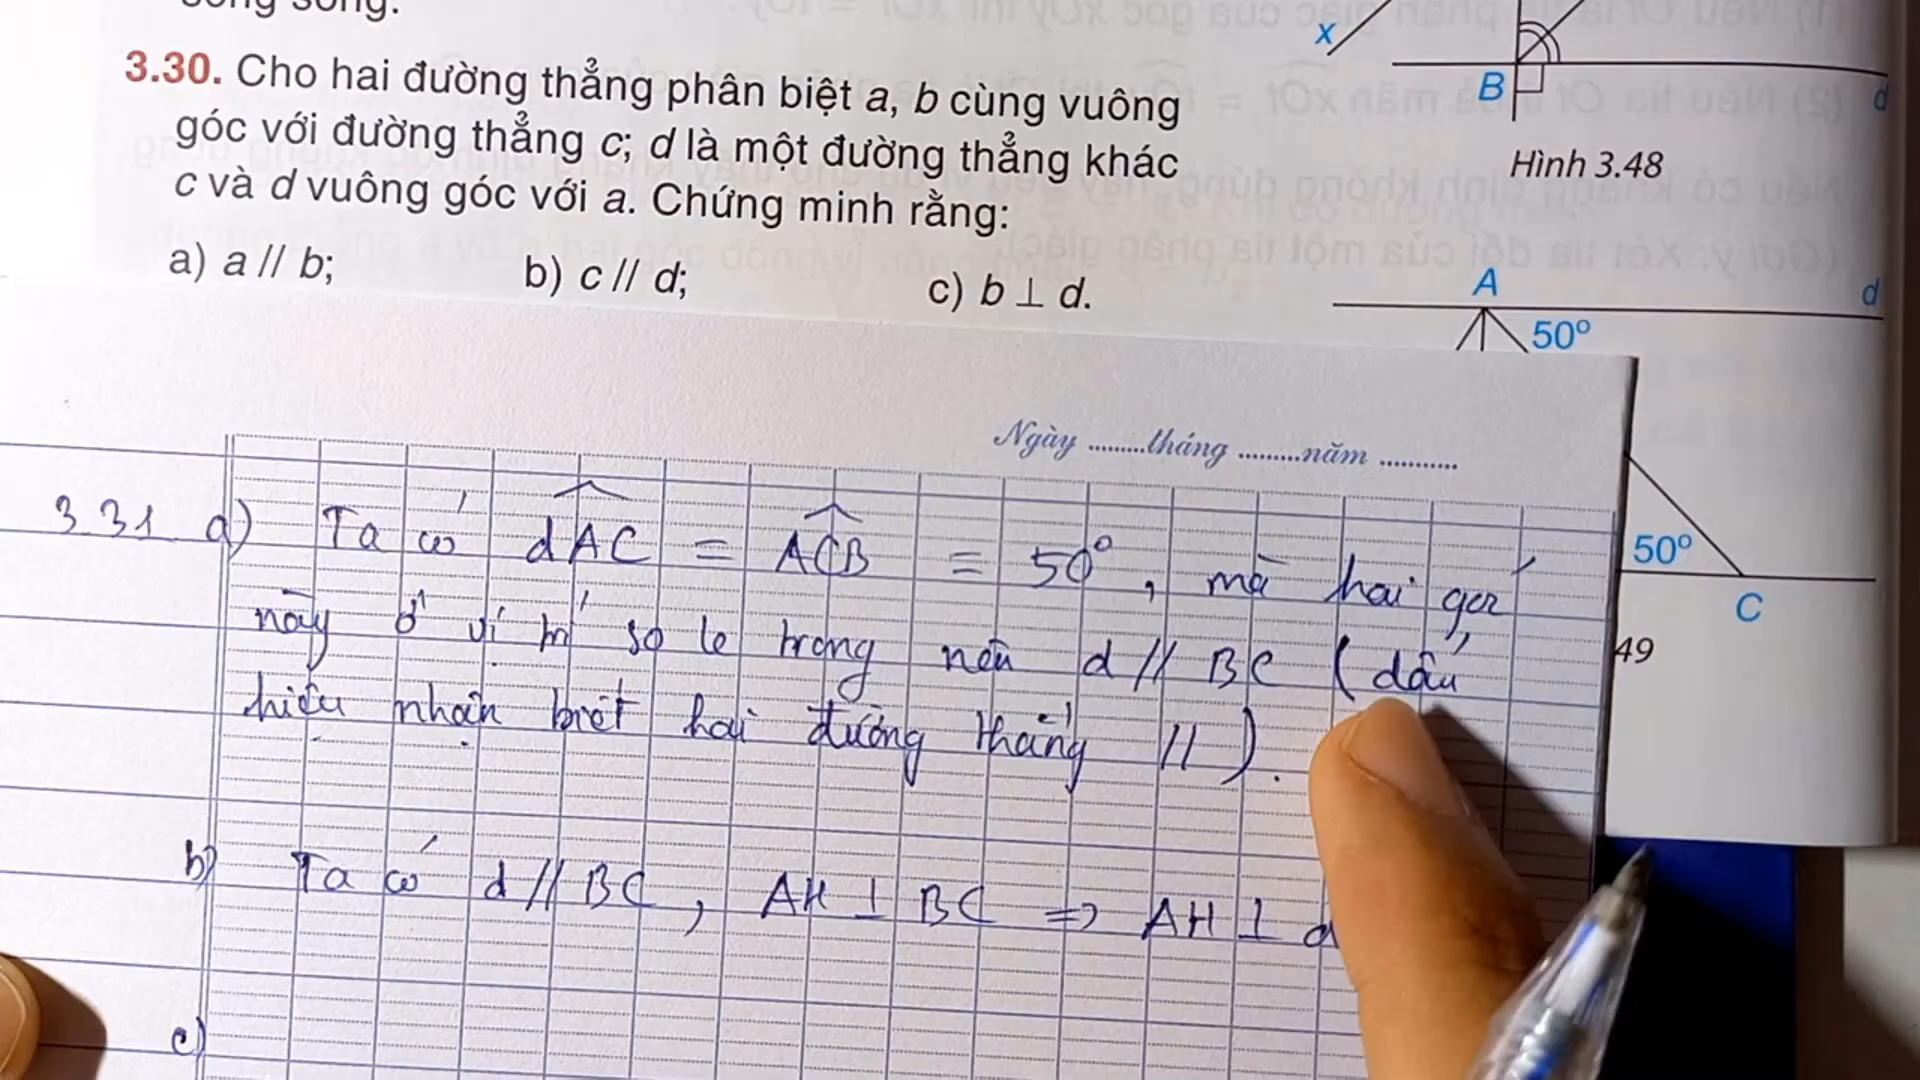 song song.
3.30. Cho hai đường thẳng phân biệt a, b cùng vuông
góc với đường thẳng c; d là một đường thẳng khác
c và d vuông góc với a. Chứng minh rằng:
a) a // b; b) c // d; c) b ⊥ d.
x
B
d
Hình 3.48
A
d
50°
50°
C
49
Ngày .........tháng .........năm ...........
3.31 a) Ta có dAC = ACB = 50°, mà hai góc
này ở vị trí so le trong nên d // BC (dấu
hiệu nhận biết hai đường thẳng //).
b) Ta có d // BC, AH ⊥ BC => AH ⊥ d
c)